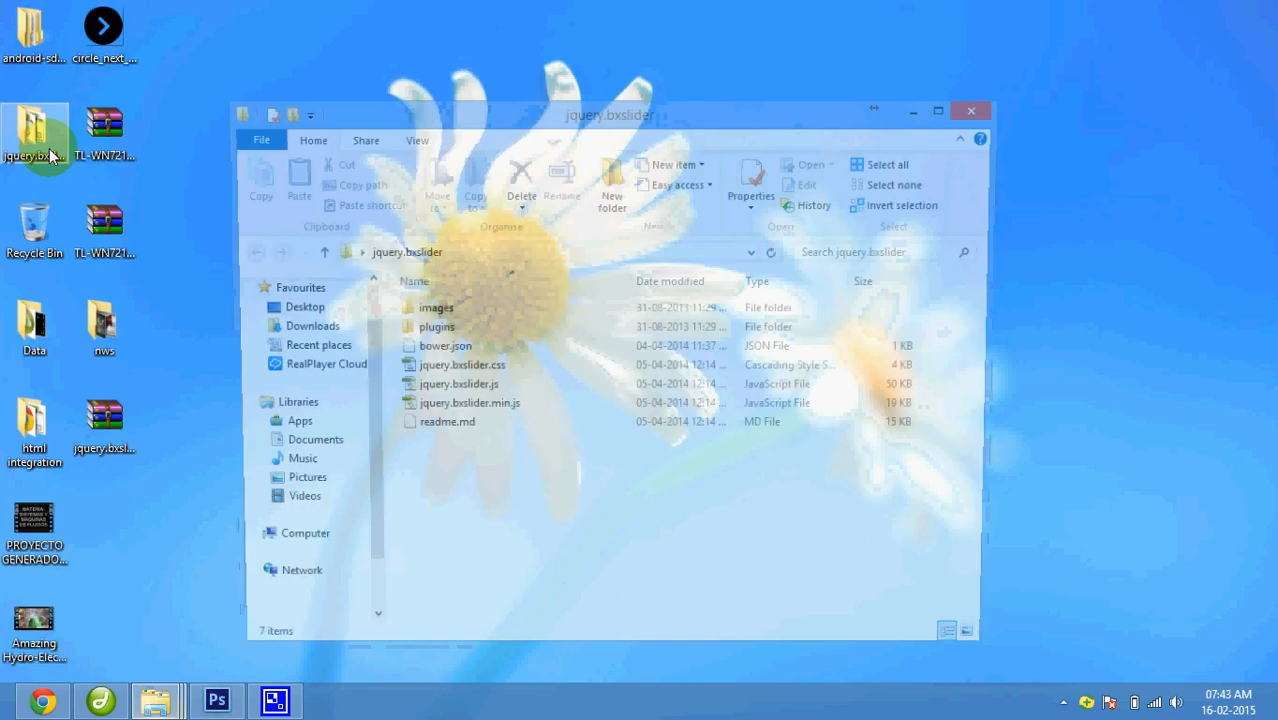 android-sd...
circle_next_...
jquery.bxsl...
TL-WN721...
Recycle Bin
TL-WN721...
Data
nws
html
integration
jquery.bxsl...
PROYECTO
GENERADO...
Amazing
Hydro-Elec...
jquery.bxslider
File
Home
Share
View
Copy
Paste
Cut
Copy path
Paste shortcut
Clipboard
Move
to
Copy
to
Delete
Rename
Organise
New
folder
New item
Easy access
New
Properties
Open
Edit
History
Open
Select all
Select none
Invert selection
Select
jquery.bxslider
Search jquery.bxslider
Favourites
Desktop
Downloads
Recent places
RealPlayer Cloud
Libraries
Apps
Documents
Music
Pictures
Videos
Computer
Network
Name Date modified Type Size
images 31-08-2013 11:29 ... File folder
plugins 31-08-2013 11:29 ... File folder
bower.json 04-04-2014 11:37 ... JSON File 1 KB
jquery.bxslider.css 05-04-2014 12:14 ... Cascading Style S... 4 KB
jquery.bxslider.js 05-04-2014 12:14 ... JavaScript File 50 KB
jquery.bxslider.min.js 05-04-2014 12:14 ... JavaScript File 19 KB
readme.md 05-04-2014 12:14 ... MD File 15 KB
7 items
Ps
07:43 AM
16-02-2015